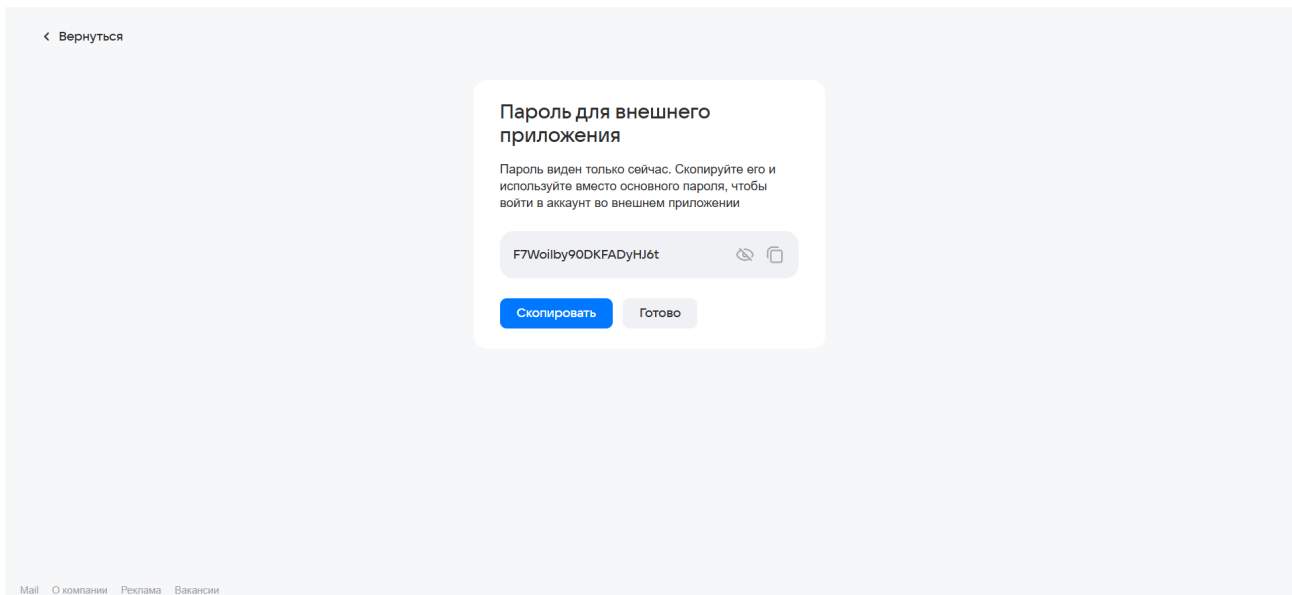 Вернуться
Пароль для внешнего
приложения
Пароль виден только сейчас. Скопируйте его и
используйте вместо основного пароля, чтобы
войти в аккаунт во внешнем приложении
F7Woilby90DKFADyHJ6t
Скопировать Готово
Mail О компании Реклама Вакансии